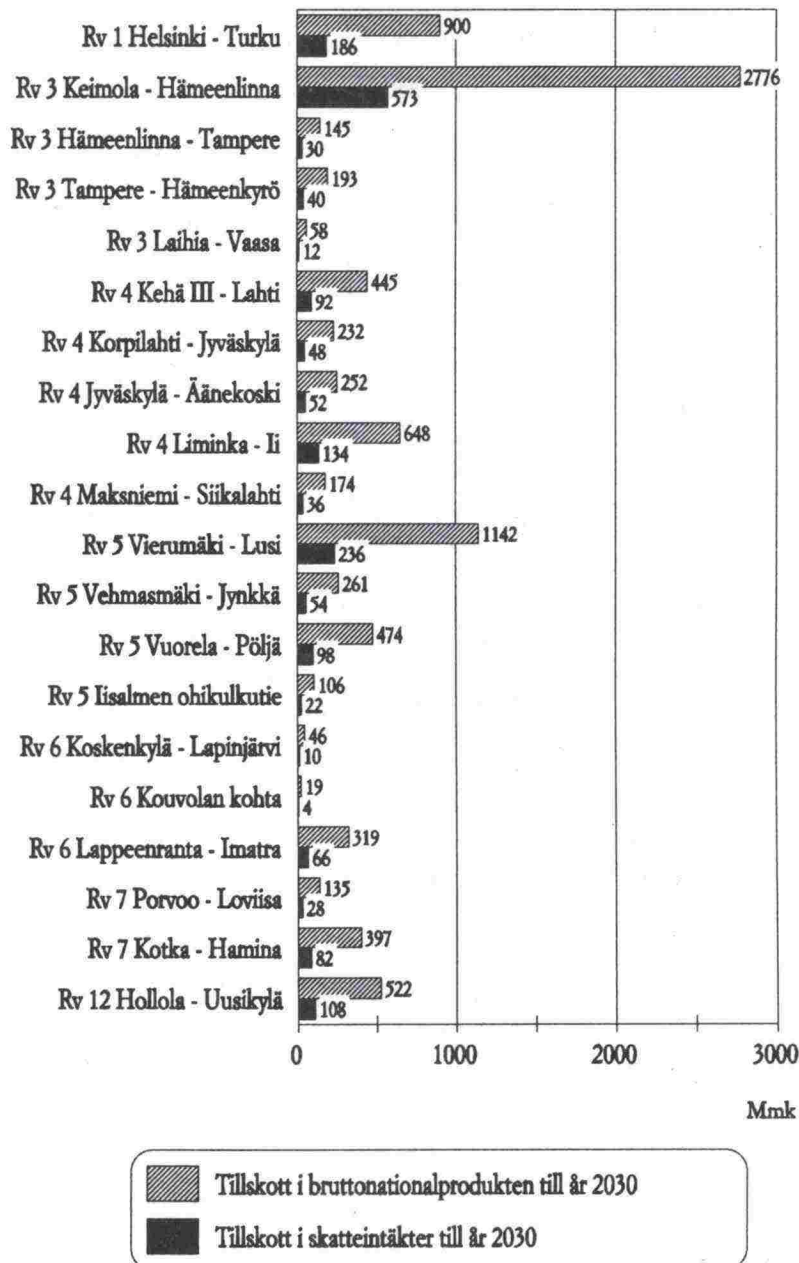 Rv 1 Helsinki - Turku
900
186
Rv 3 Keimola - Hämeenlinna
2776
573
Rv 3 Hämeenlinna - Tampere
145
30
Rv 3 Tampere - Hämeenkyrö
193
40
Rv 3 Laihia - Vaasa
58
12
Rv 4 Kehä III - Lahti
445
92
Rv 4 Korpilahti - Jyväskylä
232
48
Rv 4 Jyväskylä - Äänekoski
252
52
Rv 4 Liminka - Ii
648
134
Rv 4 Maksniemi - Siikalahti
174
36
Rv 5 Vierumäki - Lusi
1142
236
Rv 5 Vehmasmäki - Jynkkä
261
54
Rv 5 Vuorela - Pöljä
474
98
Rv 5 Iisalmen ohikulkutie
106
22
Rv 6 Koskenkylä - Lapinjärvi
46
10
Rv 6 Kouvolan kohta
19
4
Rv 6 Lappeenranta - Imatra
319
66
Rv 7 Porvoo - Loviisa
135
28
Rv 7 Kotka - Hamina
397
82
Rv 12 Hollola - Uusikylä
522
108
0 1000 2000 3000
Mmk
Tillskott i bruttonationalprodukten till år 2030
Tillskott i skatteintäkter till år 2030